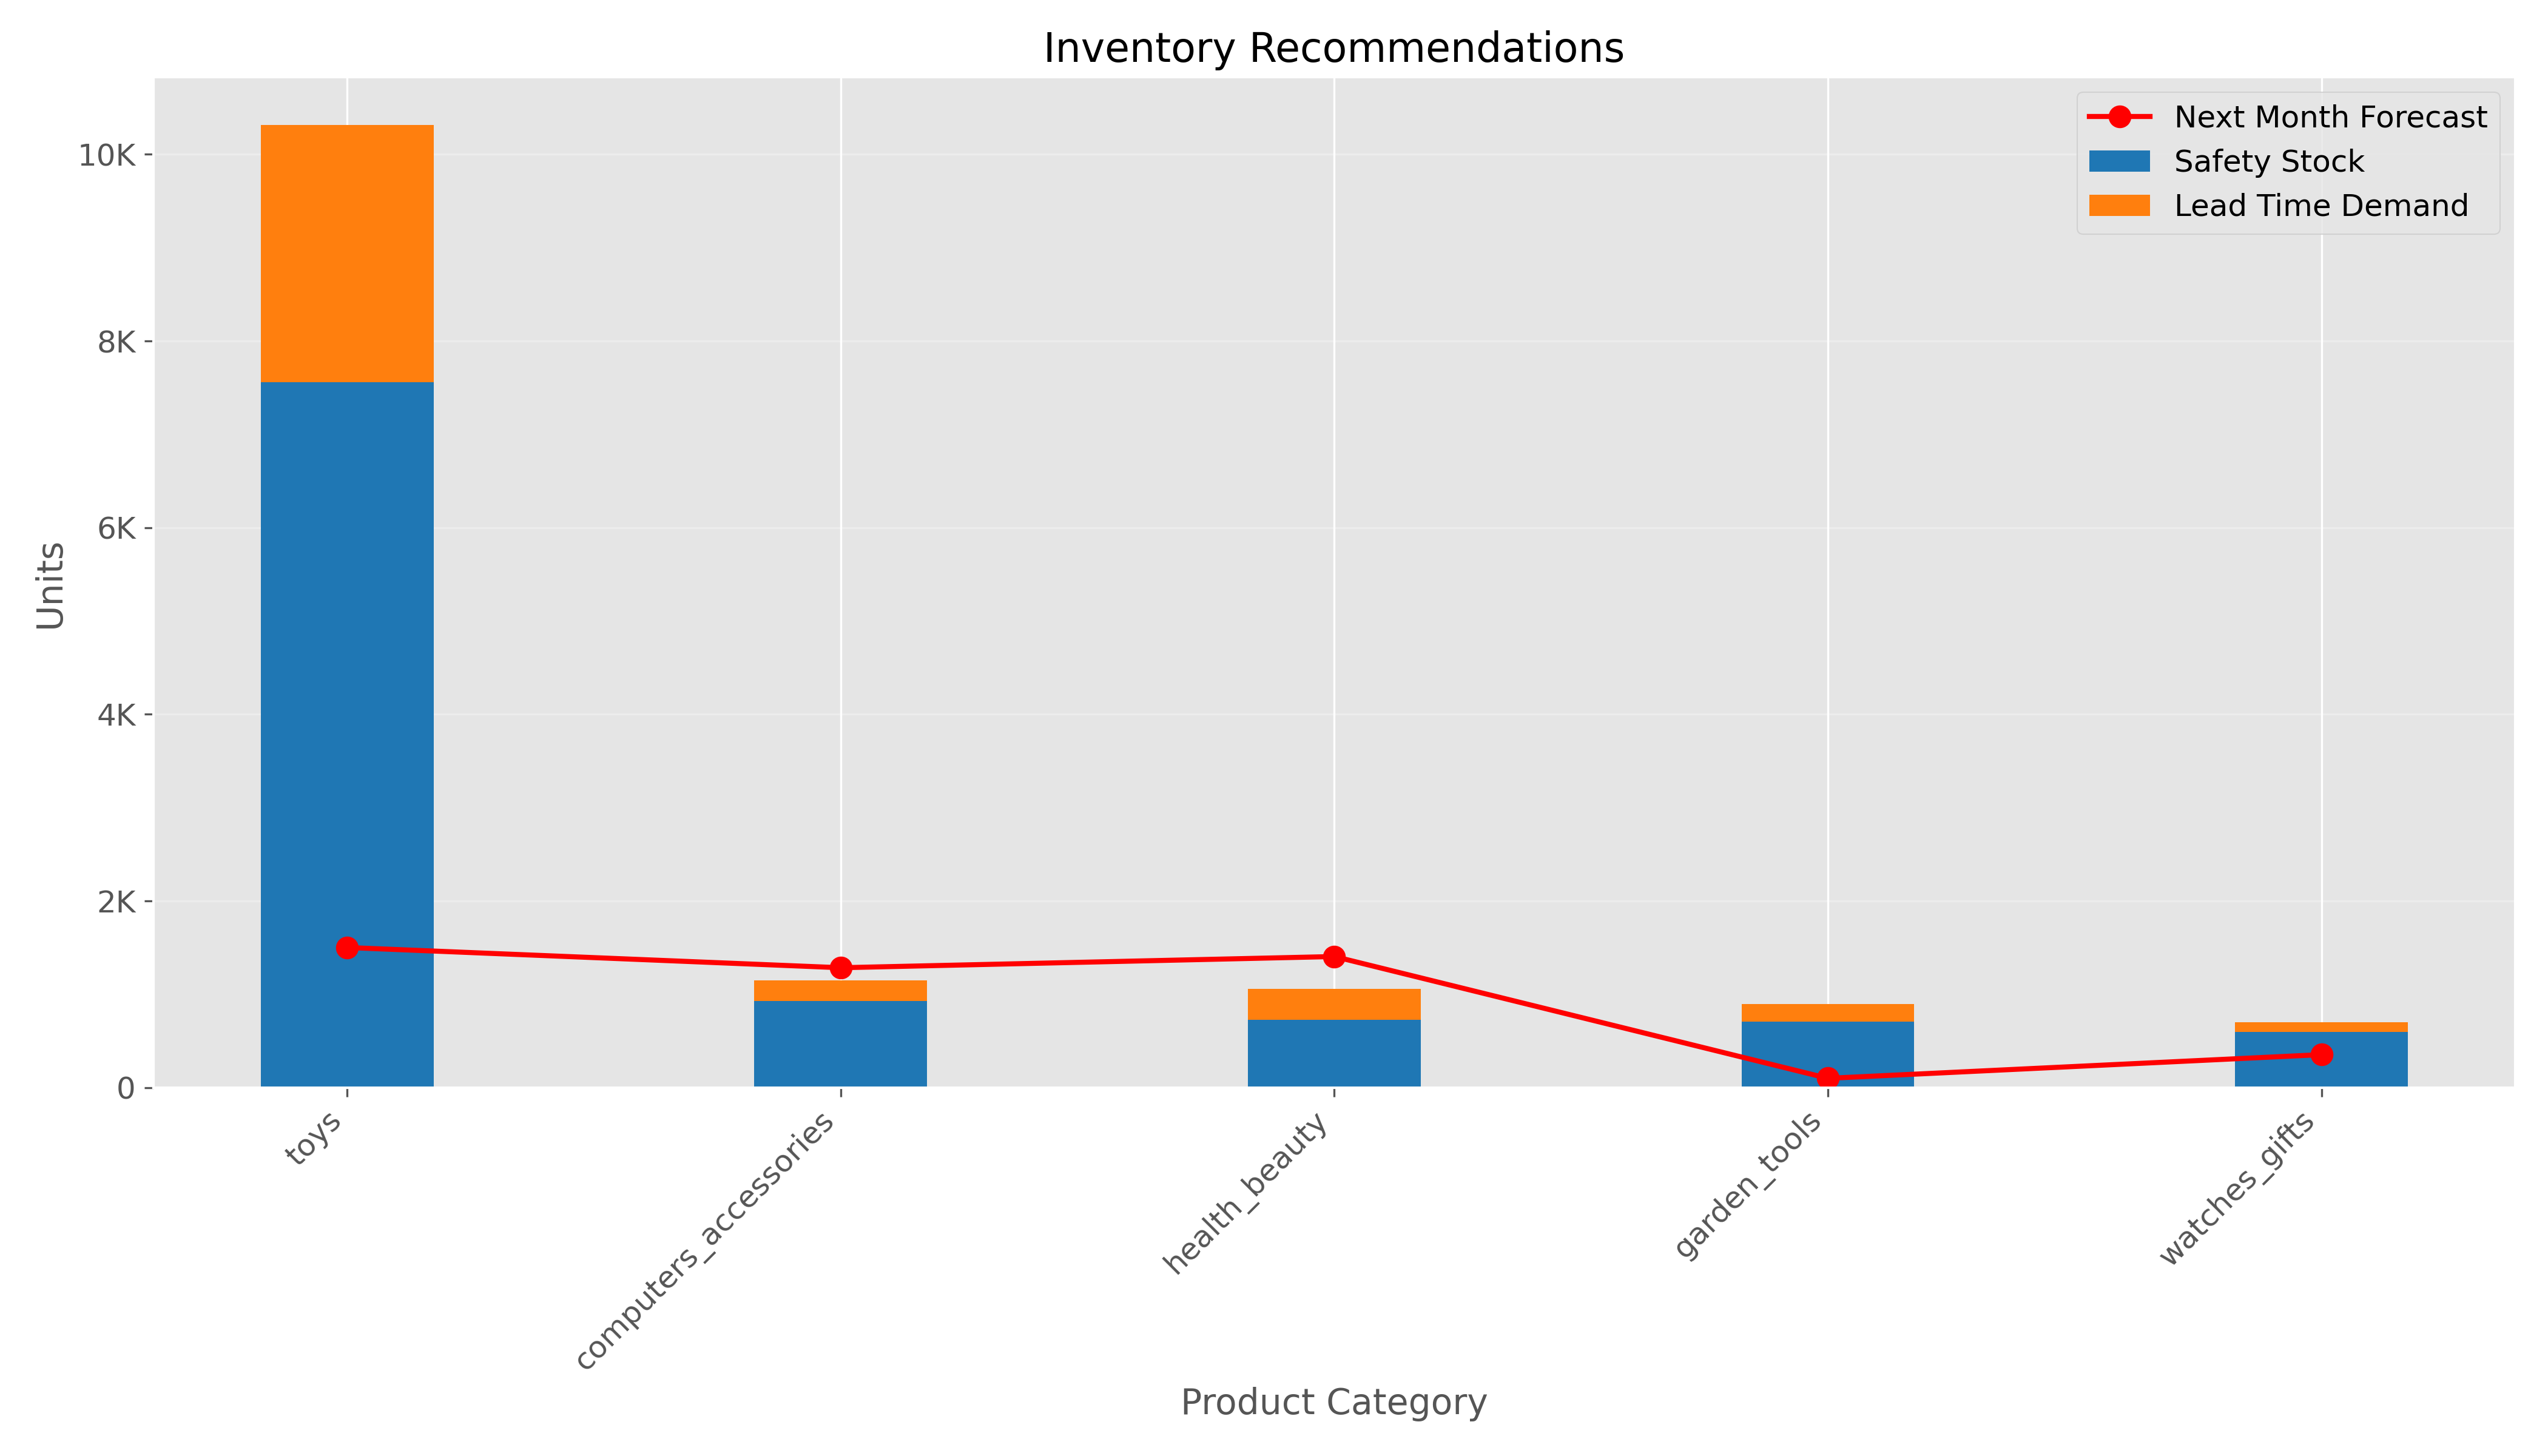 Inventory Recommendations
Next Month Forecast
Safety Stock
Lead Time Demand
10K
8K
6K
4K
2K
0
Units
toys
computers_accessories
health_beauty
garden_tools
watches_gifts
Product Category